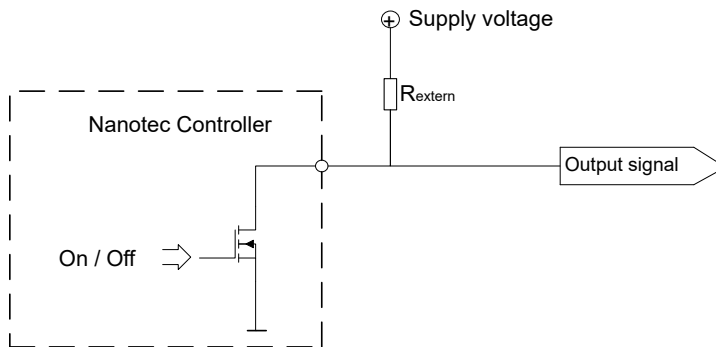 Supply voltage
Rextern
Nanotec Controller
Output signal
On / Off